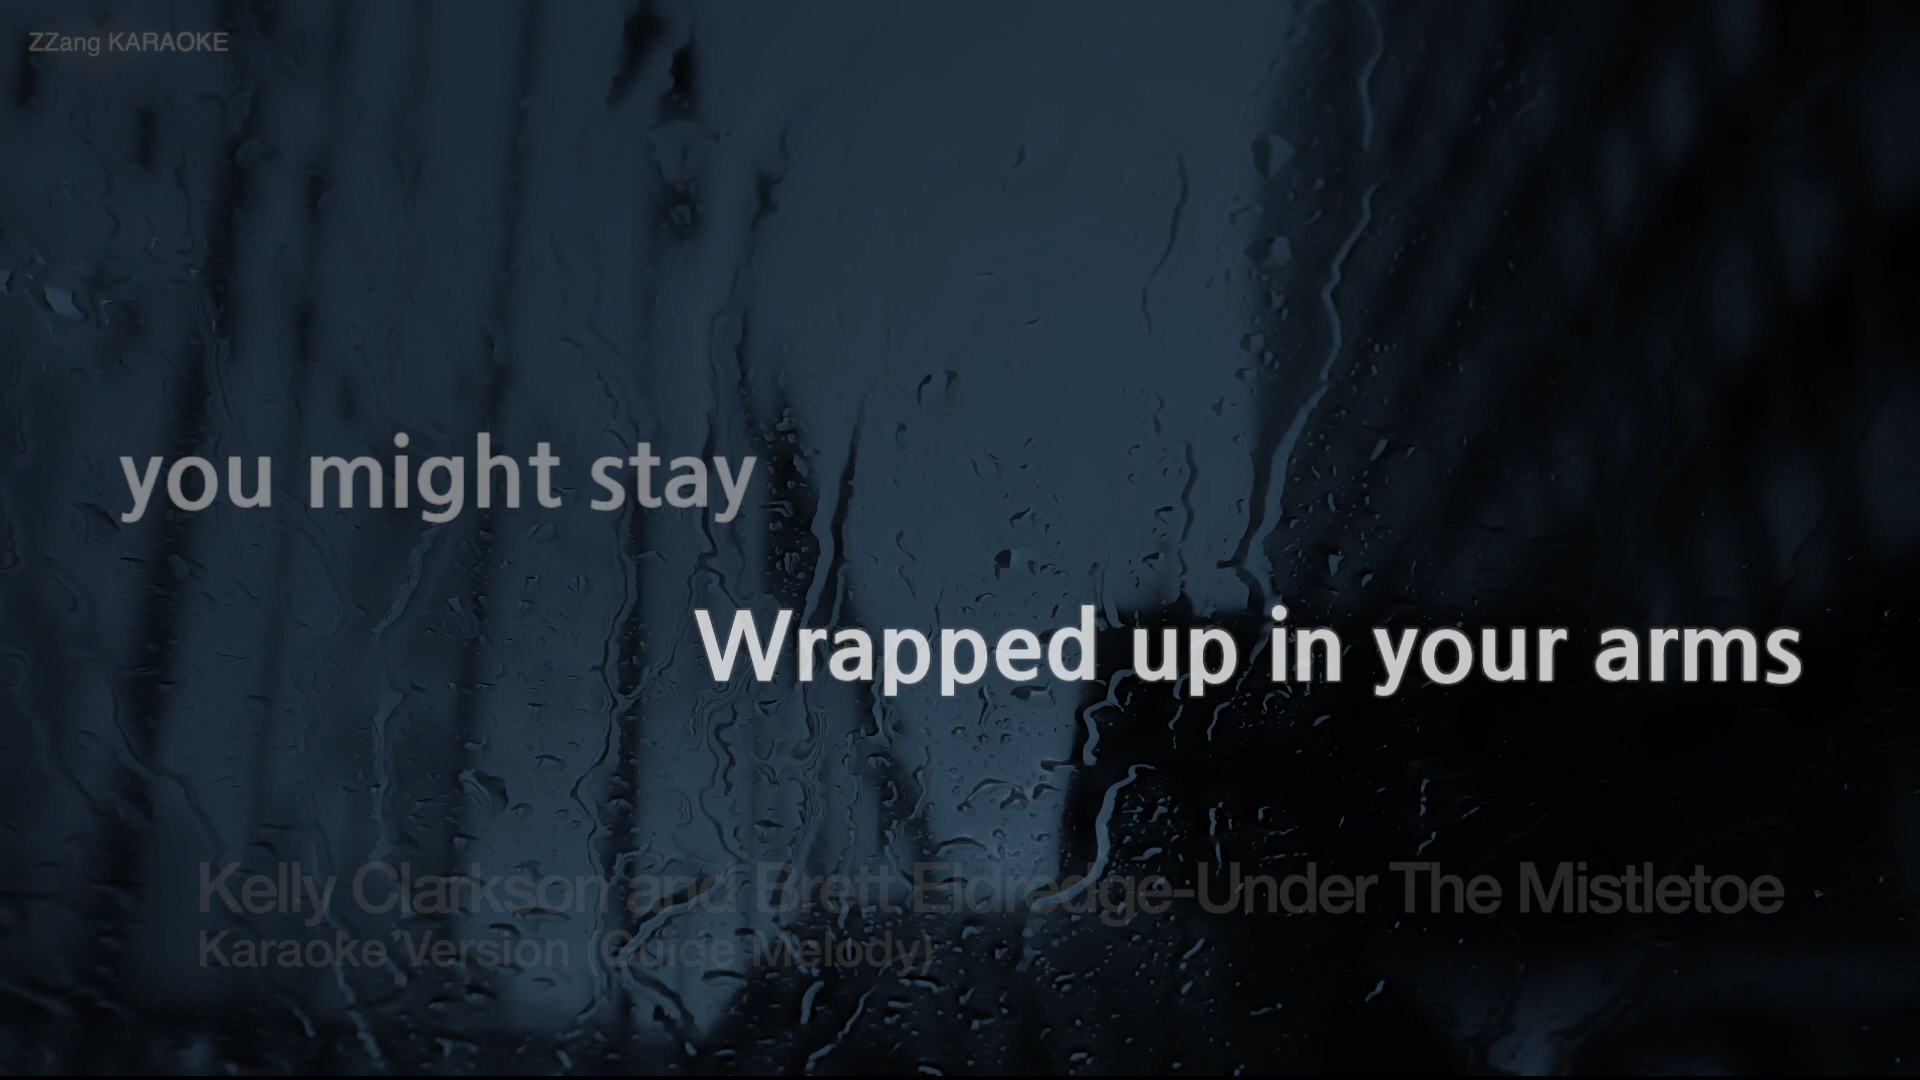 ZZang KARAOKE
you might stay
Wrapped up in your arms
Kelly Clarkson and Brett Eldredge-Under The Mistletoe
Karaoke Version (Guide Melody)